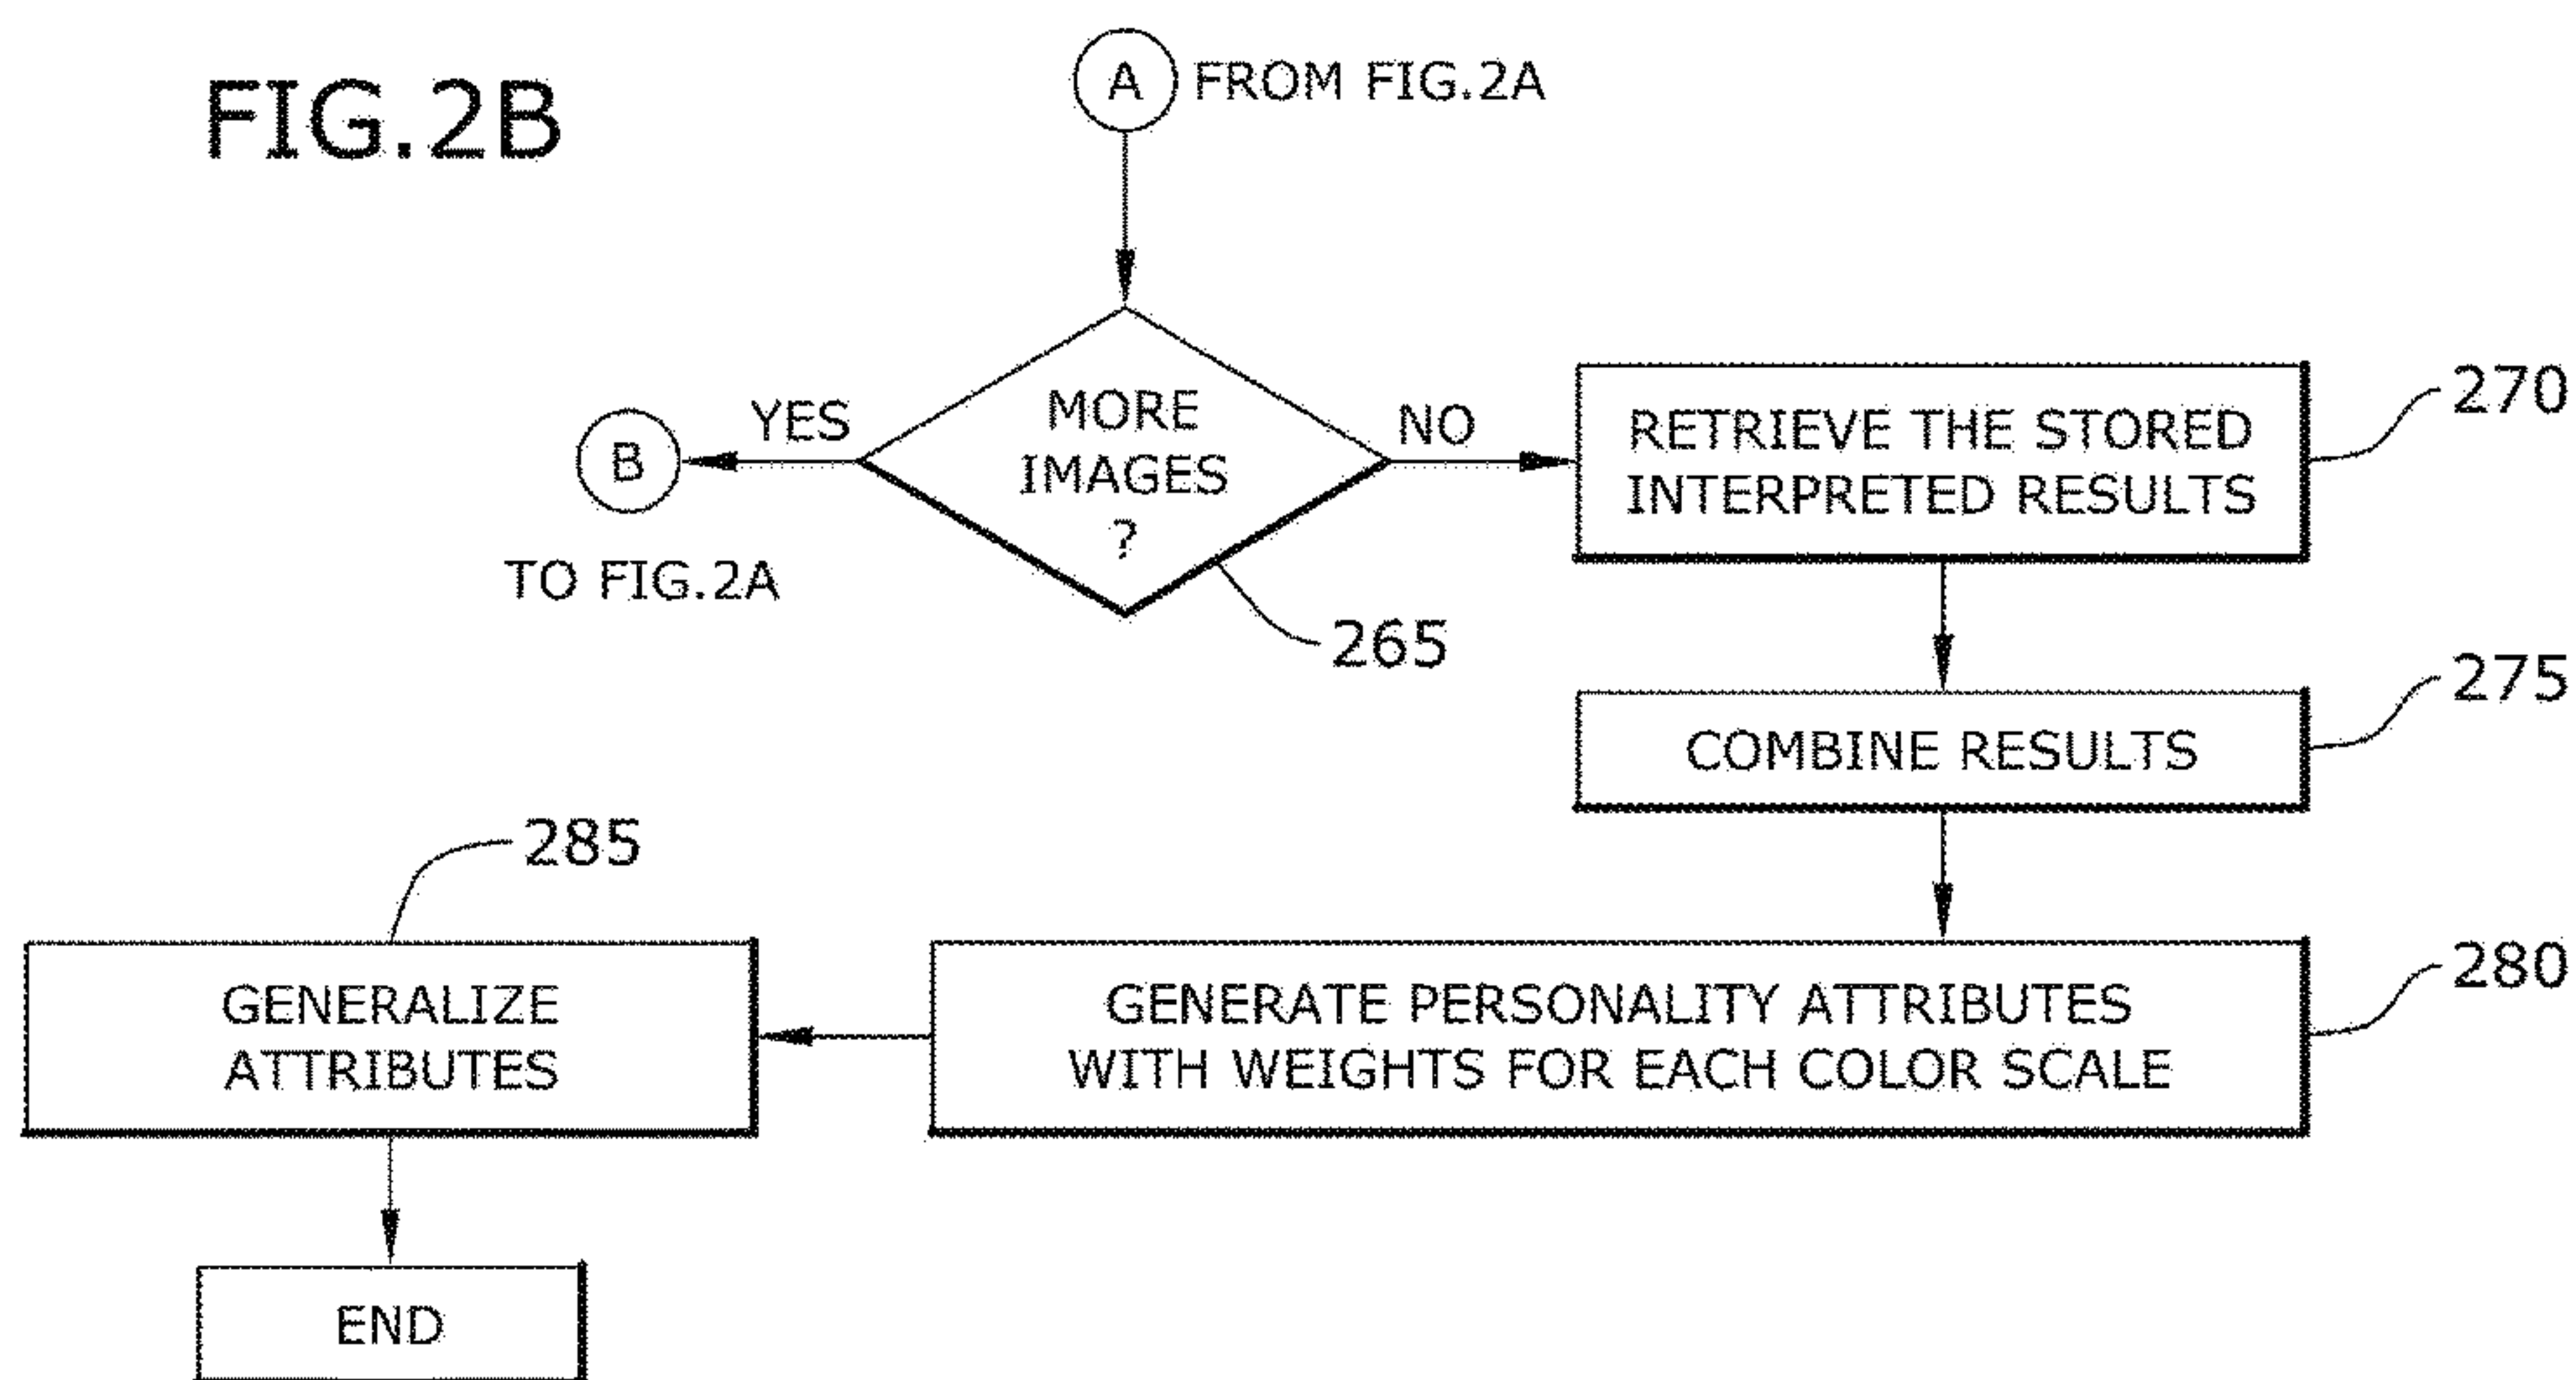 FIG.2B
A FROM FIG.2A
MORE
IMAGES
?
YES
NO
B
TO FIG.2A
265
RETRIEVE THE STORED
INTERPRETED RESULTS
270
COMBINE RESULTS
275
GENERATE PERSONALITY ATTRIBUTES
WITH WEIGHTS FOR EACH COLOR SCALE
280
GENERALIZE
ATTRIBUTES
285
END